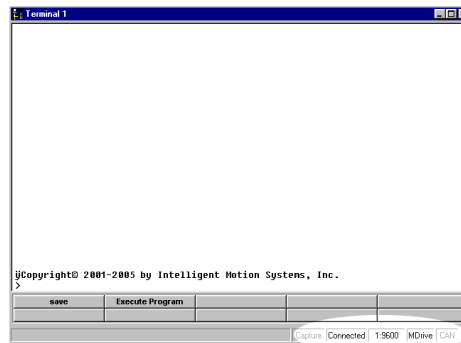 Terminal 1
ÿCopyright© 2001-2005 by Intelligent Motion Systems, Inc.
>
save Execute Program
Capture Connected 1:9600 MDrive CAN